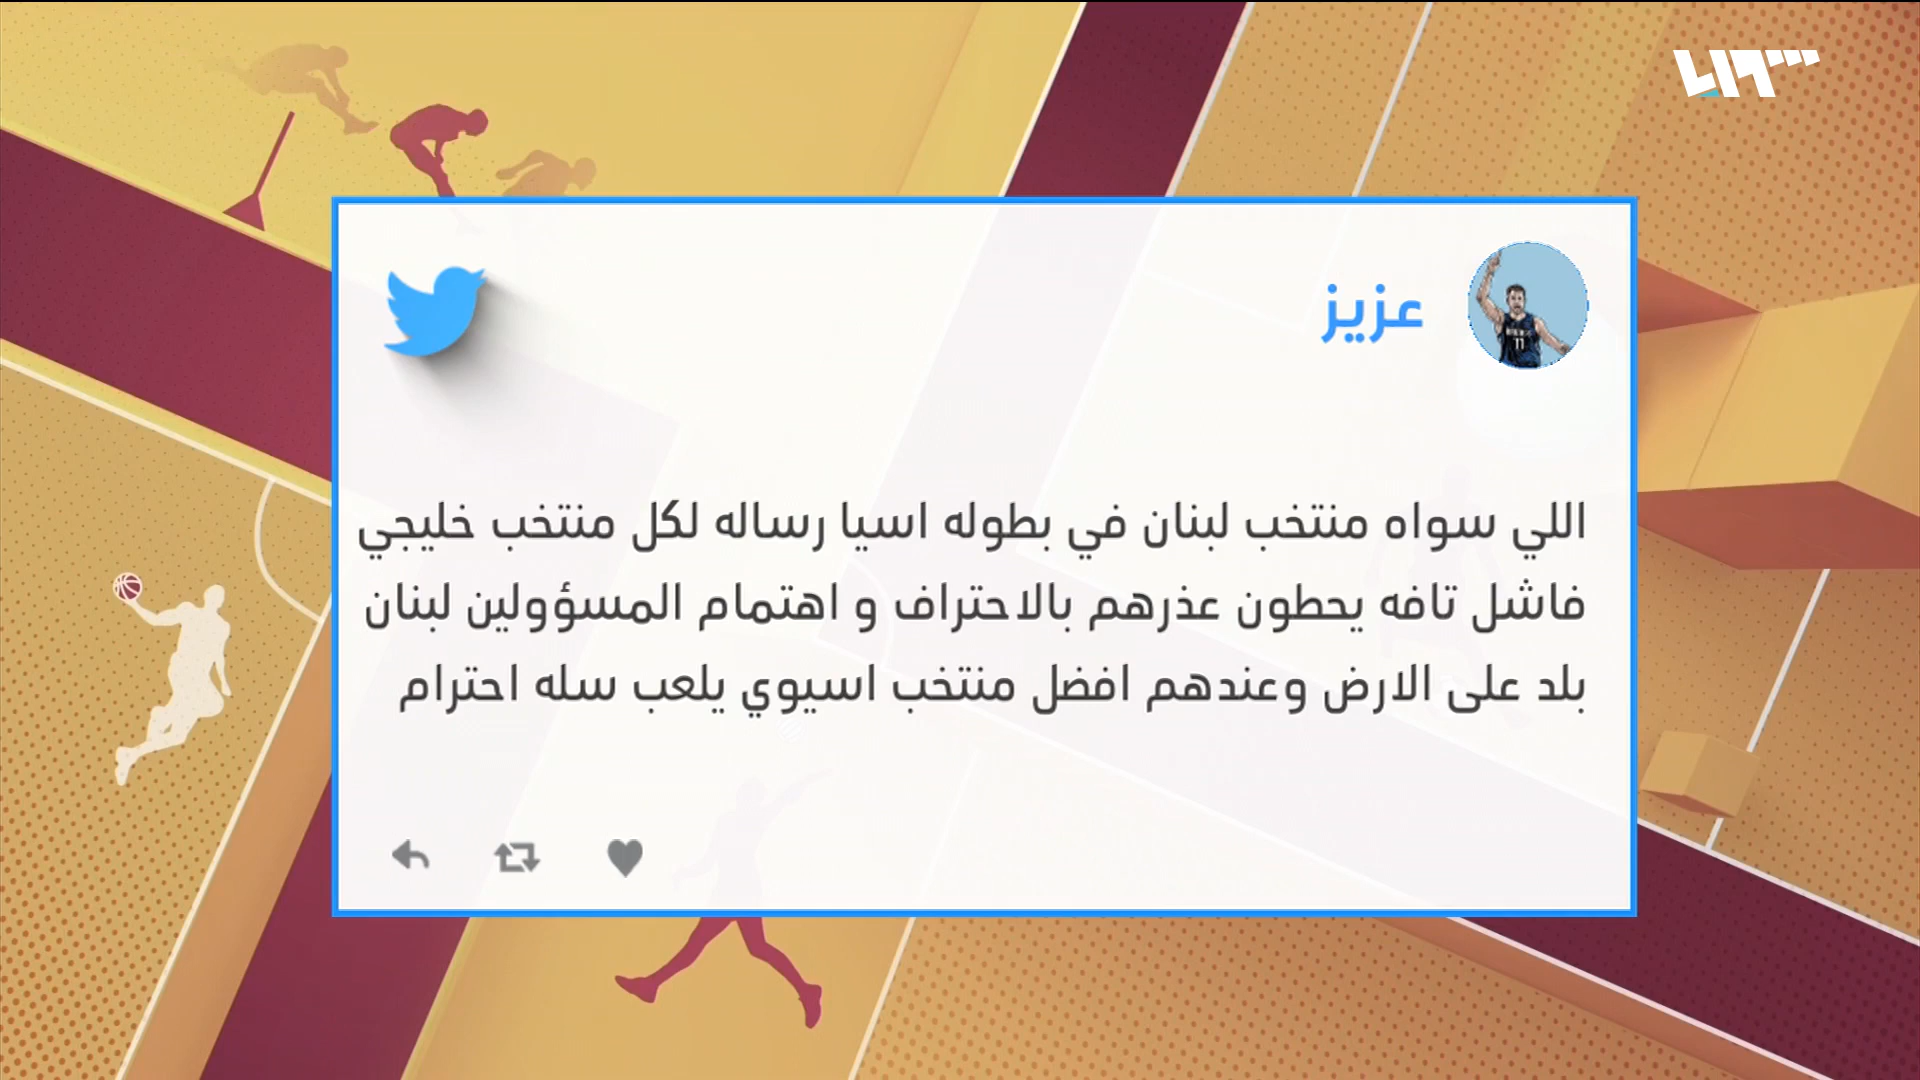 عزيز
اللي سواه منتخب لبنان في بطوله اسيا رساله لكل منتخب خليجي
فاشل تافه يحطون عذرهم بالاحتراف و اهتمام المسؤولين لبنان
بلد على الارض وعندهم افضل منتخب اسيوي يلعب سله احترام
11